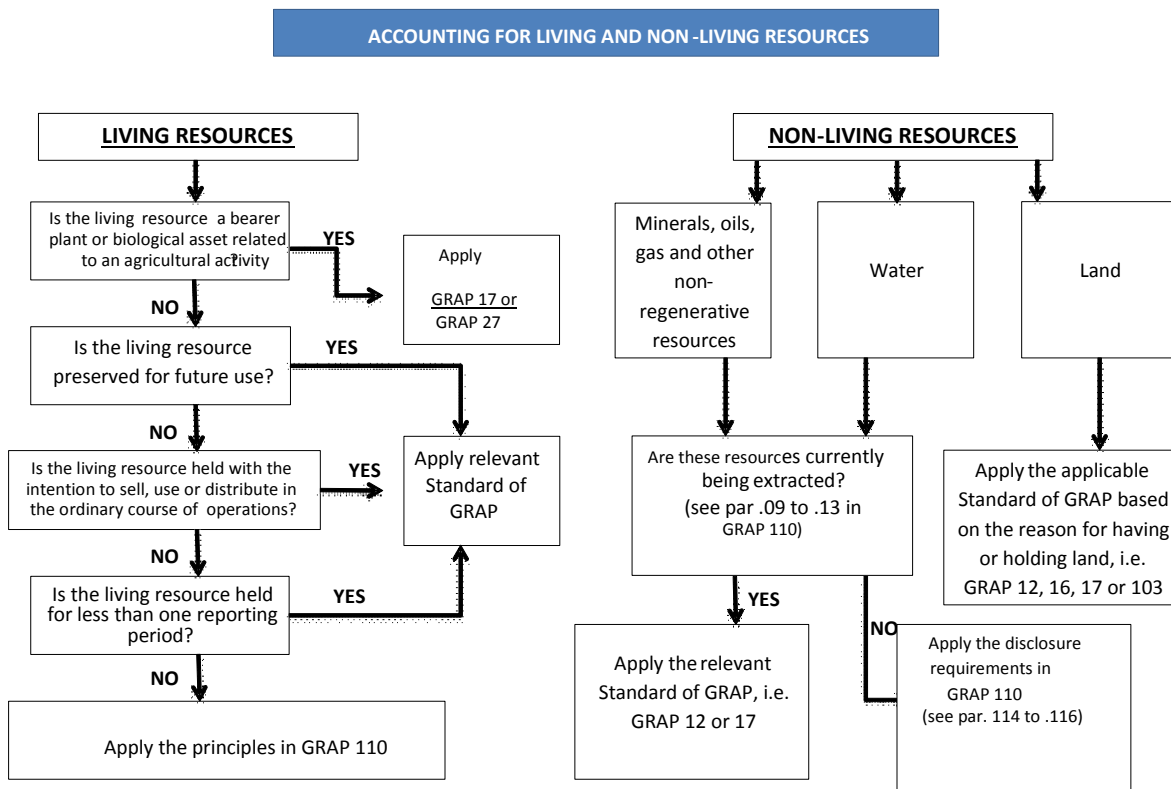 ACCOUNTING FOR LIVING AND NON -LIVING RESOURCES
LIVING RESOURCES
Is the living resource a bearer
plant or biological asset related
to an agricultural activity?
YES
Apply
GRAP 17 or
GRAP 27
NO
Is the living resource
preserved for future use?
YES
NO
Is the living resource held with the
intention to sell, use or distribute in
the ordinary course of operations?
YES
Apply relevant
Standard of
GRAP
NO
Is the living resource held
for less than one reporting
period?
YES
NO
Apply the principles in GRAP 110
NON-LIVING RESOURCES
Minerals, oils,
gas and other
non-
regenerative
resources
Water
Land
Are these resources currently
being extracted?
(see par .09 to .13 in
GRAP 110)
Apply the applicable
Standard of GRAP based
on the reason for having
or holding land, i.e.
GRAP 12, 16, 17 or 103
YES
Apply the relevant
Standard of GRAP, i.e.
GRAP 12 or 17
NO
Apply the disclosure
requirements in
GRAP 110
(see par. 114 to .116)